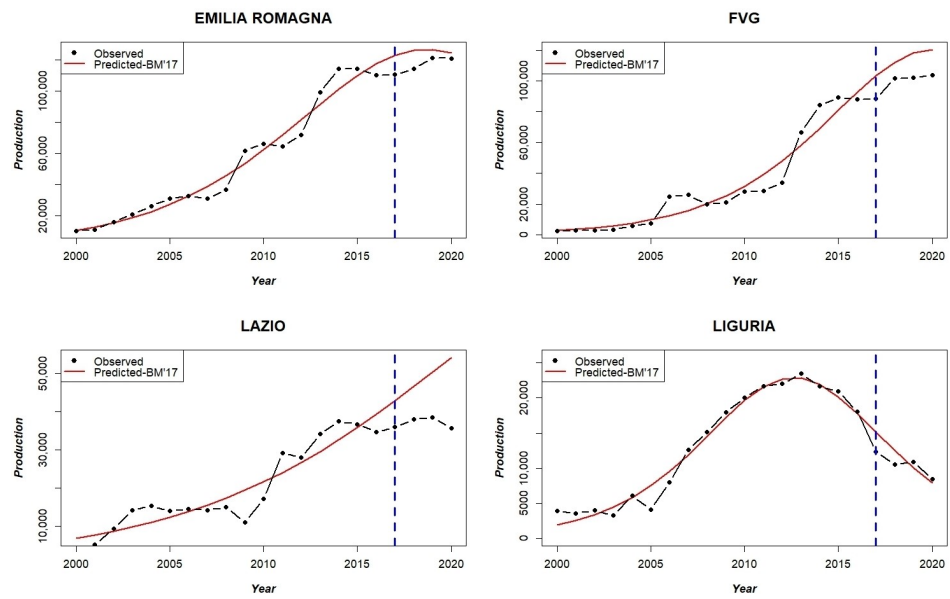 EMILIA ROMAGNA
Observed
Predicted-BM'17
Production
20,000
60,000
100,000
2000 2005 2010 2015 2020
Year
FVG
Observed
Predicted-BM'17
Production
0
20,000
60,000
100,000
2000 2005 2010 2015 2020
Year
LAZIO
Observed
Predicted-BM'17
Production
10,000
30,000
50,000
2000 2005 2010 2015 2020
Year
LIGURIA
Observed
Predicted-BM'17
Production
0
5000
10,000
20,000
2000 2005 2010 2015 2020
Year